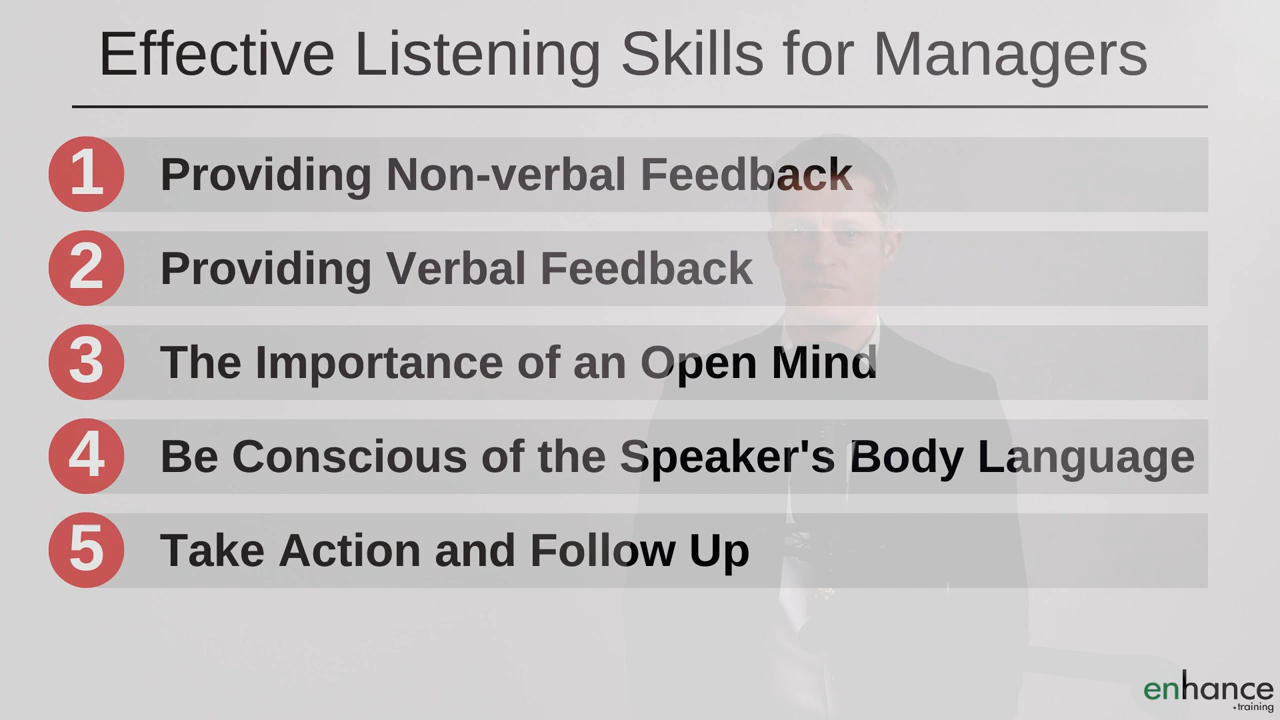 Effective Listening Skills for Managers
1 Providing Non-verbal Feedback
2 Providing Verbal Feedback
3 The Importance of an Open Mind
4 Be Conscious of the Speaker's Body Language
5 Take Action and Follow Up
enhance
training